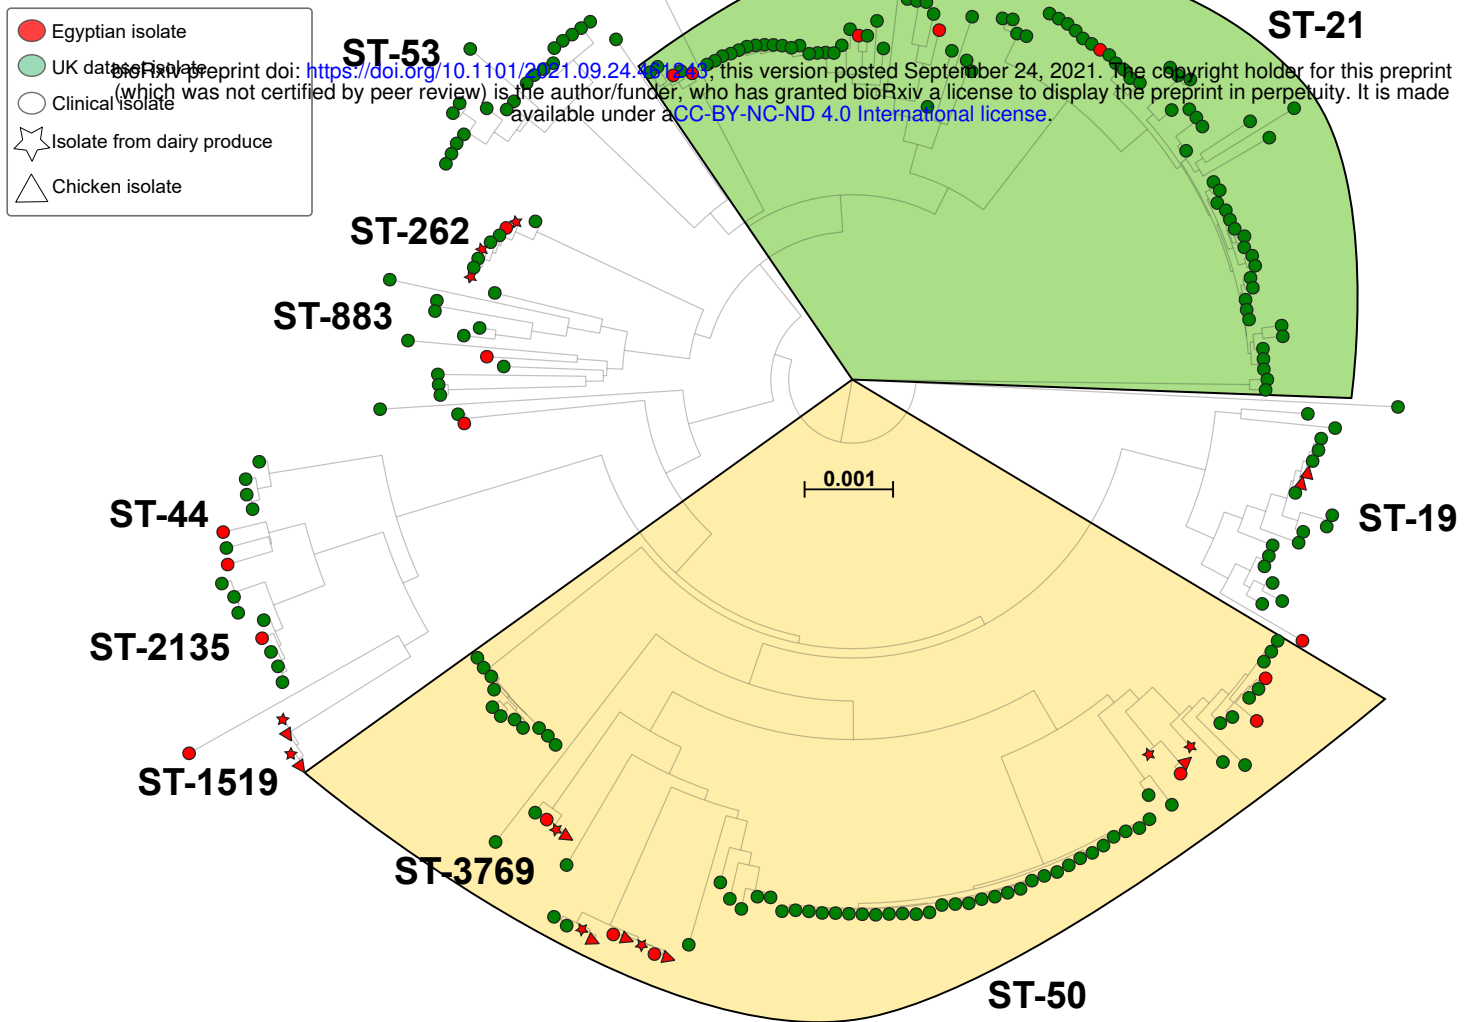 Egyptian isolate
UK dataset isolate
Clinical isolate
Isolate from dairy produce
Chicken isolate
bioRxiv preprint doi: https://doi.org/10.1101/2021.09.24.461243; this version posted September 24, 2021. The copyright holder for this preprint
(which was not certified by peer review) is the author/funder, who has granted bioRxiv a license to display the preprint in perpetuity. It is made
available under aCC-BY-NC-ND 4.0 International license.
ST-53
ST-21
ST-262
ST-883
0.001
ST-44
ST-19
ST-2135
ST-1519
ST-3769
ST-50